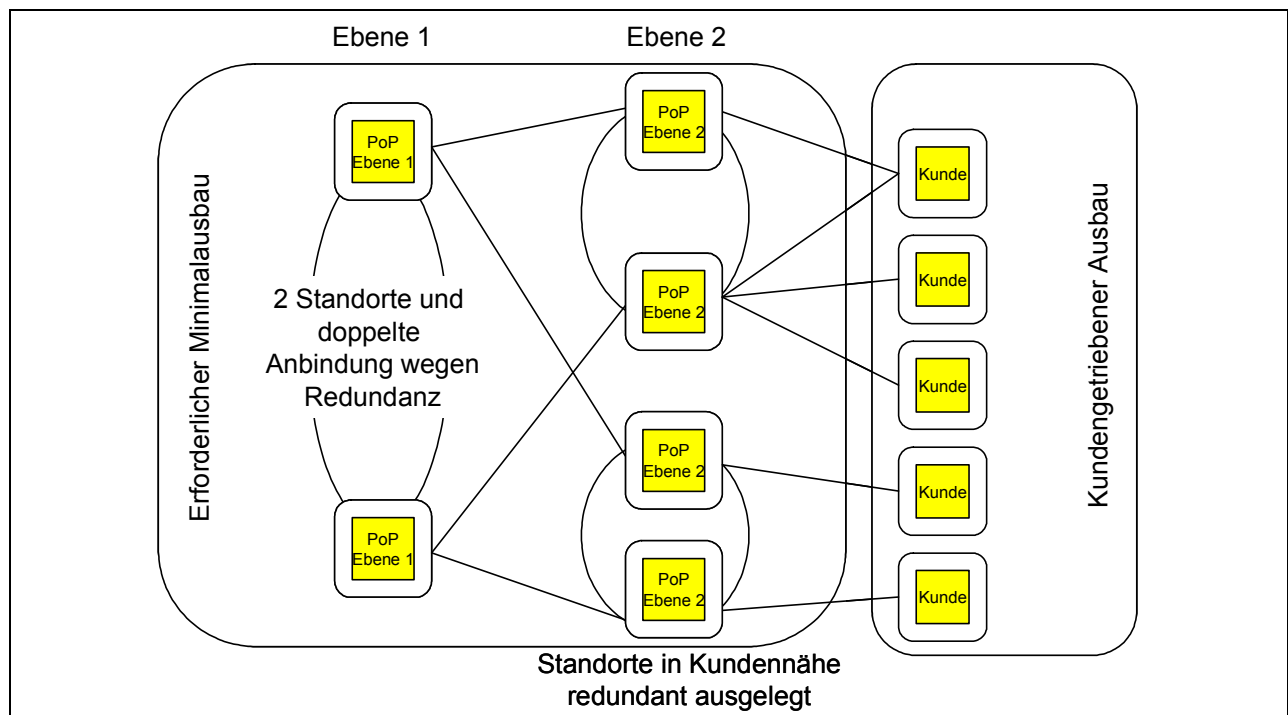 Ebene 1
Ebene 2
Erforderlicher Minimalausbau
PoP
Ebene 1
2 Standorte und
doppelte
Anbindung wegen
Redundanz
PoP
Ebene 1
PoP
Ebene 2
PoP
Ebene 2
PoP
Ebene 2
PoP
Ebene 2
Standorte in Kundennähe
redundant ausgelegt
Kunde
Kunde
Kunde
Kunde
Kunde
Kundengetriebener Ausbau